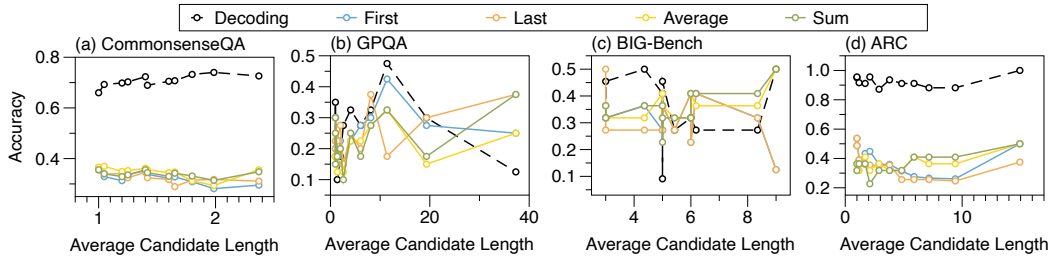 Decoding First Last Average Sum
(a) CommonsenseQA (b) GPQA (c) BIG-Bench (d) ARC
Accuracy
0.8
0.6
0.4
1 2
Average Candidate Length
0.5
0.4
0.3
0.2
0.1
0 20 40
Average Candidate Length
0.5
0.4
0.3
0.2
0.1
4 6 8
Average Candidate Length
1.0
0.8
0.6
0.4
0.2
0 10
Average Candidate Length